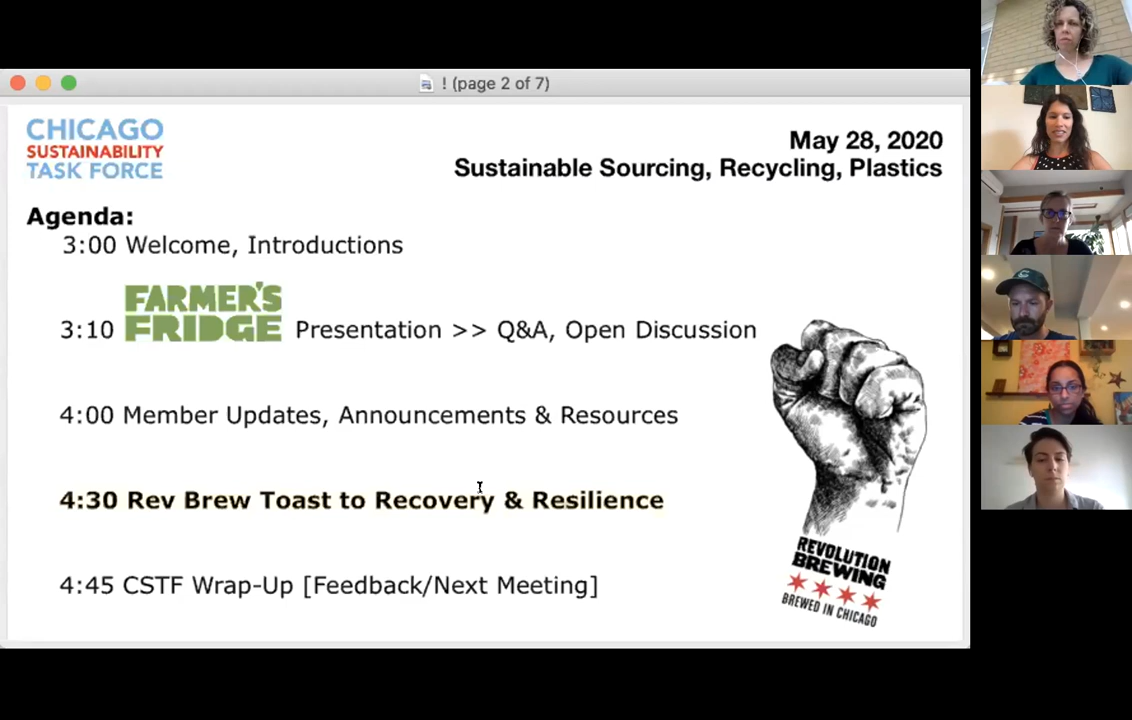 ! (page 2 of 7)
CHICAGO
SUSTAINABILITY
TASK FORCE
May 28, 2020
Sustainable Sourcing, Recycling, Plastics
Agenda:
3:00 Welcome, Introductions
3:10 FARMER'S FRIDGE Presentation >> Q&A, Open Discussion
4:00 Member Updates, Announcements & Resources
4:30 Rev Brew Toast to Recovery & Resilience
4:45 CSTF Wrap-Up [Feedback/Next Meeting]
REVOLUTION
BREWING
BREWED IN CHICAGO